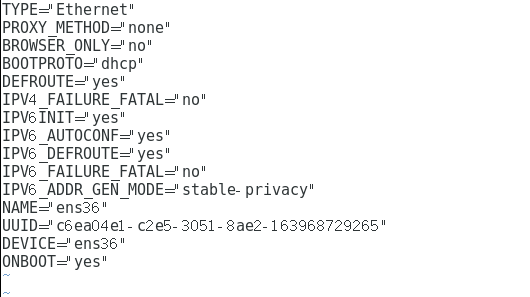 TYPE="Ethernet"
PROXY_METHOD="none"
BROWSER_ONLY="no"
BOOTPROTO="dhcp"
DEFROUTE="yes"
IPV4_FAILURE_FATAL="no"
IPV6INIT="yes"
IPV6_AUTOCONF="yes"
IPV6_DEFROUTE="yes"
IPV6_FAILURE_FATAL="no"
IPV6_ADDR_GEN_MODE="stable-privacy"
NAME="ens36"
UUID="c6ea04e1-c2e5-3051-8ae2-163968729265"
DEVICE="ens36"
ONBOOT="yes"
~
~